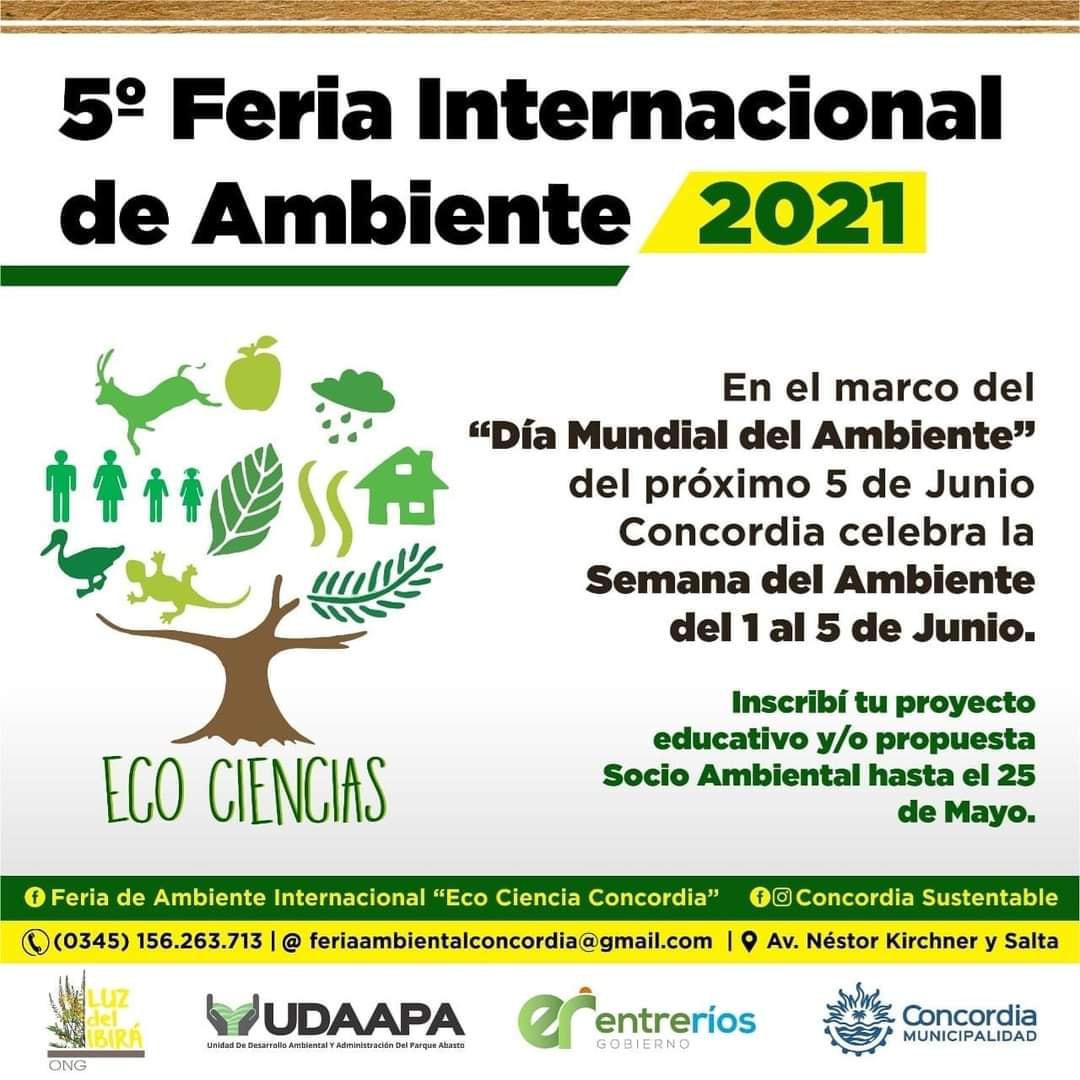 5º Feria Internacional
de Ambiente 2021
En el marco del
“Día Mundial del Ambiente”
del próximo 5 de Junio
Concordia celebra la
Semana del Ambiente
del 1 al 5 de Junio.
Inscribí tu proyecto
educativo y/o propuesta
Socio Ambiental hasta el 25
de Mayo.
ECO CIENCIAS
Feria de Ambiente Internacional “Eco Ciencia Concordia” Concordia Sustentable
(0345) 156.263.713 | @ feriaambientalconcordia@gmail.com | Av. Néstor Kirchner y Salta
LUZ
del
IBIRÁ
ONG
UDAAPA
Unidad De Desarrollo Ambiental Y Administración Del Parque Abasto
er entreríos
GOBIERNO
Concordia
MUNICIPALIDAD